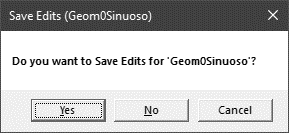 Save Edits (Geom0Sinuoso)
Do you want to Save Edits for 'Geom0Sinuoso'?
Yes No Cancel